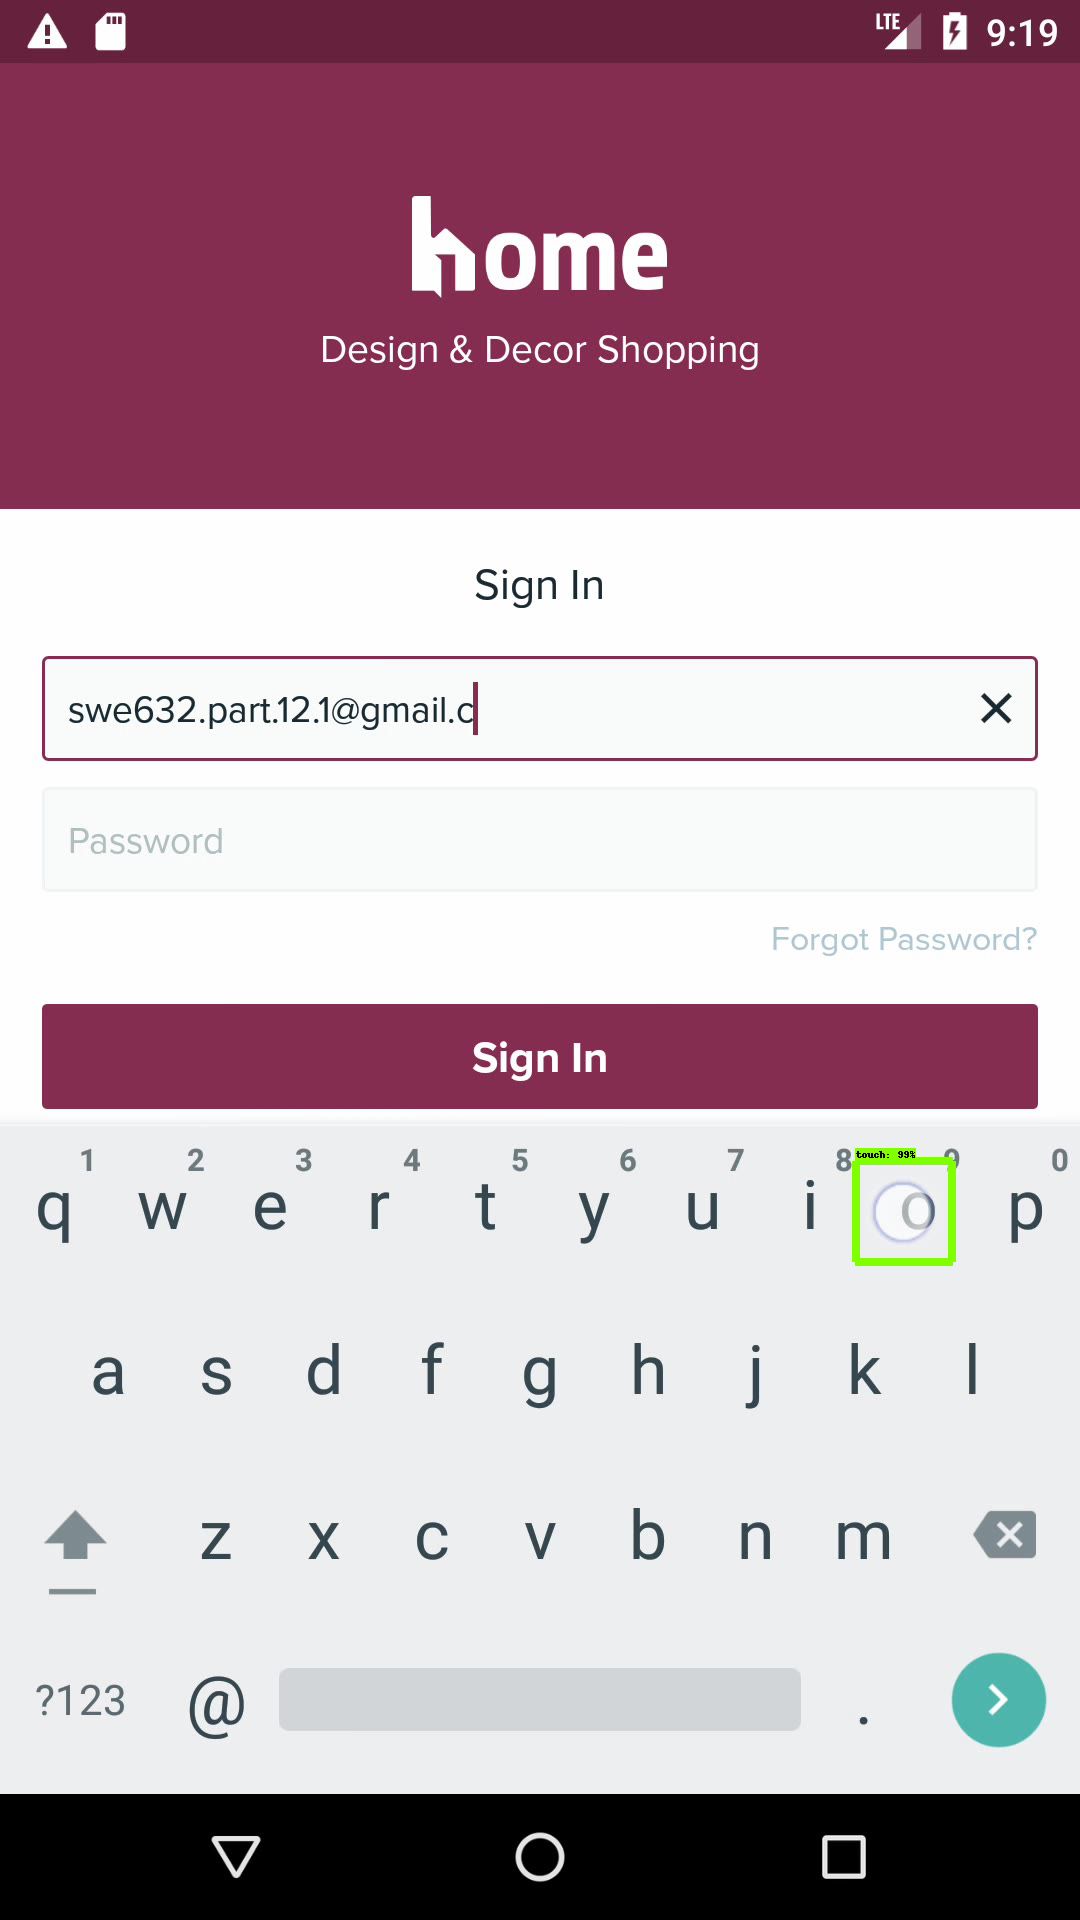 LTE 9:19
home
Design & Decor Shopping
Sign In
swe632.part.12.1@gmail.c
Password
Forgot Password?
Sign In
touch: 99%
1 2 3 4 5 6 7 8 9 0
q w e r t y u i o p
a s d f g h j k l
z x c v b n m
?123 @ .